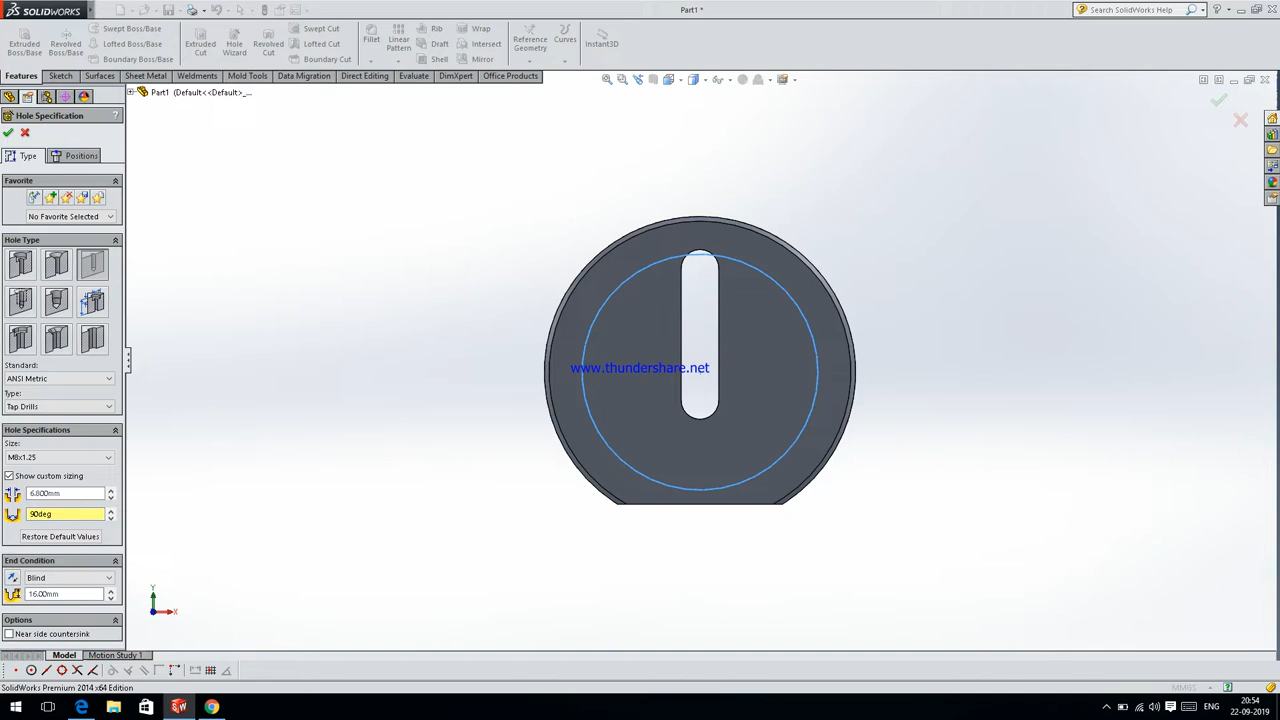 SOLIDWORKS
Part1 *
Search SolidWorks Help
Extruded Boss/Base
Revolved Boss/Base
Swept Boss/Base
Lofted Boss/Base
Boundary Boss/Base
Extruded Cut
Hole Wizard
Revolved Cut
Swept Cut
Lofted Cut
Boundary Cut
Fillet
Linear Pattern
Rib
Draft
Shell
Wrap
Intersect
Mirror
Reference Geometry
Curves
Instant3D
Features
Sketch
Surfaces
Sheet Metal
Weldments
Mold Tools
Data Migration
Direct Editing
Evaluate
DimXpert
Office Products
Part1 (Default<<Default>_...
Hole Specification
?
Type
Positions
Favorite
No Favorite Selected
Hole Type
Standard:
ANSI Metric
Type:
Tap Drills
Hole Specifications
Size:
M8x1.25
Show custom sizing
6.800mm
90deg
Restore Default Values
End Condition
Blind
16.00mm
Options
Near side countersink
www.thundershare.net
Y
X
Model
Motion Study 1
SolidWorks Premium 2014 x64 Edition
MMGS
ENG
20:54
22-09-2019